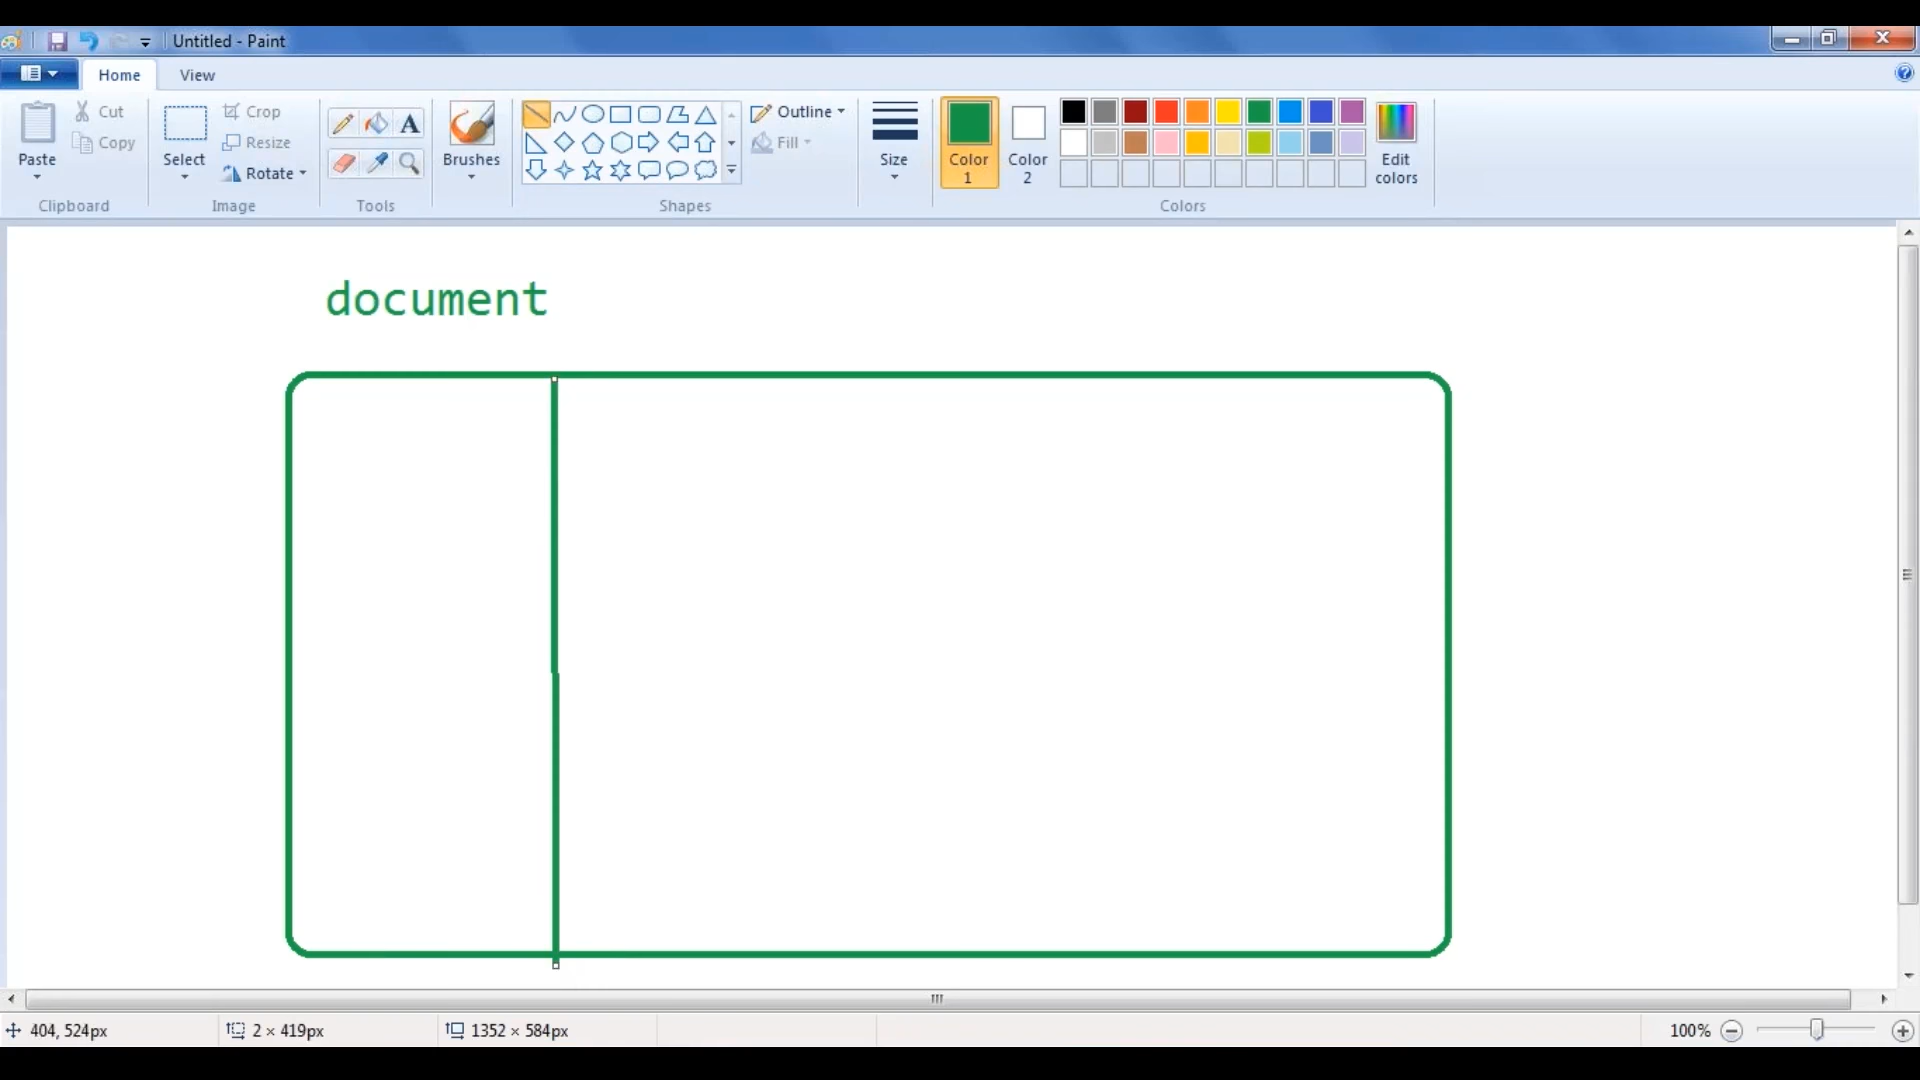 Untitled - Paint
Home View
Paste
Cut
Copy
Clipboard
Select
Crop
Resize
Rotate
Image
A
Tools
Brushes
Shapes
Outline
Fill
Size
Color 1
Color 2
Edit colors
Colors
document
404, 524px 2 × 419px 1352 × 584px 100%